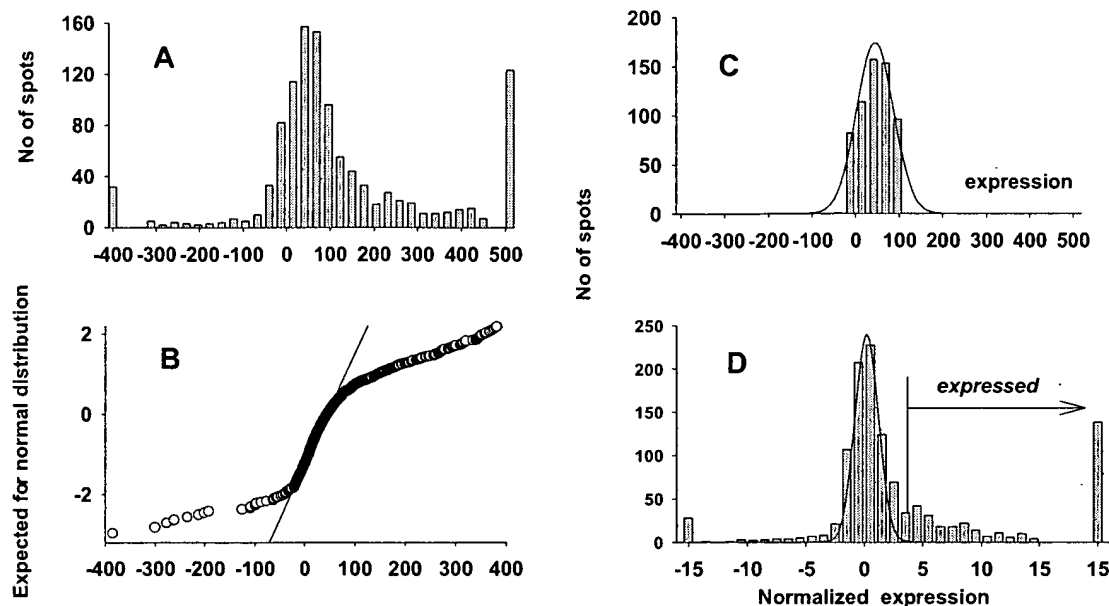 160
120
80
40
0
No of spots
A
-400 -300 -200 -100 0 100 200 300 400 500
2
0
-2
Expected for normal distribution
B
-400 -300 -200 -100 0 100 200 300 400
200
150
100
50
0
C
expression
-400 -300 -200 -100 0 100 200 300 400 500
No of spots
250
200
150
100
50
0
D
expressed
-15 -10 -5 0 5 10 15 15
Normalized expression